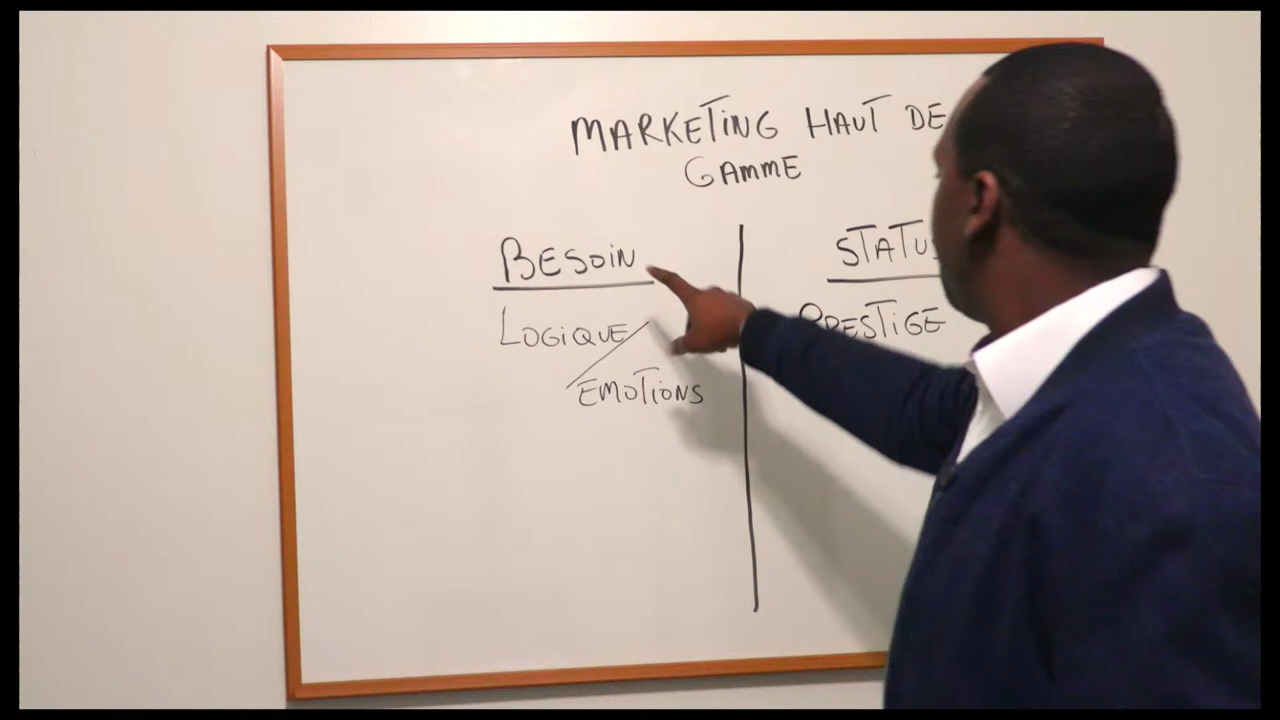 MARKETING HAUT DE
GAMME
BESOIN
LOGIQUE
EMOTIONS
STATUS
PRESTIGE